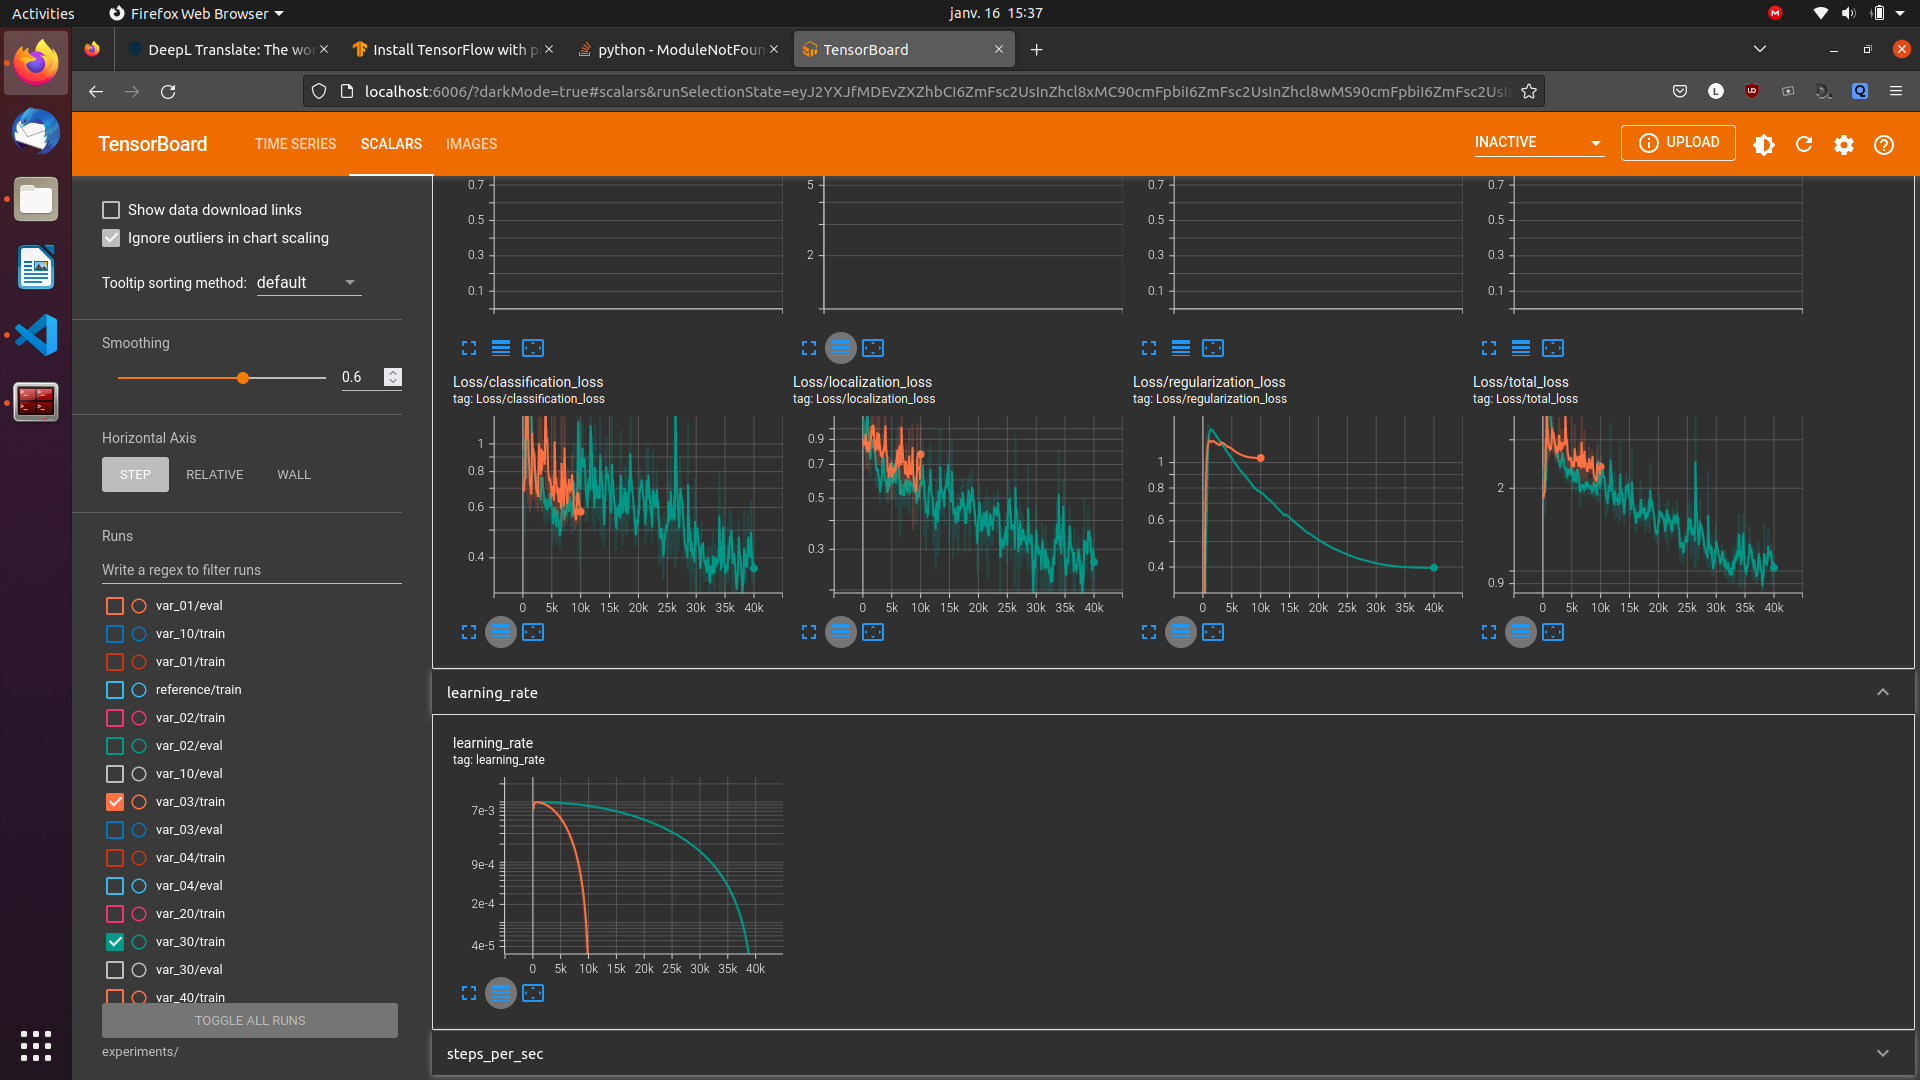 Activities
Firefox Web Browser
janv. 16 15:37
DeepL Translate: The wor
Install TensorFlow with p
python - ModuleNotFoun
TensorBoard
TensorBoard
TIME SERIES
SCALARS
IMAGES
INACTIVE
UPLOAD
Show data download links
Ignore outliers in chart scaling
Tooltip sorting method: default
Smoothing
0.6
Horizontal Axis
STEP RELATIVE WALL
Runs
Write a regex to filter runs
var_01/eval
var_10/train
var_01/train
reference/train
var_02/train
var_02/eval
var_10/eval
var_03/train
var_03/eval
var_04/train
var_04/eval
var_20/train
var_30/train
var_30/eval
var_40/train
TOGGLE ALL RUNS
experiments/
0.7
0.5
0.3
0.1
5
2
0.7
0.5
0.3
0.1
0.7
0.5
0.3
0.1
Loss/classification_loss
tag: Loss/classification_loss
1
0.8
0.6
0.4
0 5k 10k 15k 20k 25k 30k 35k 40k
Loss/localization_loss
tag: Loss/localization_loss
0.9
0.7
0.5
0.3
0 5k 10k 15k 20k 25k 30k 35k 40k
Loss/regularization_loss
tag: Loss/regularization_loss
1
0.8
0.6
0.4
0 5k 10k 15k 20k 25k 30k 35k 40k
Loss/total_loss
tag: Loss/total_loss
2
0.9
0 5k 10k 15k 20k 25k 30k 35k 40k
learning_rate
learning_rate
tag: learning_rate
7e-3
9e-4
2e-4
4e-5
0 5k 10k 15k 20k 25k 30k 35k 40k
steps_per_sec